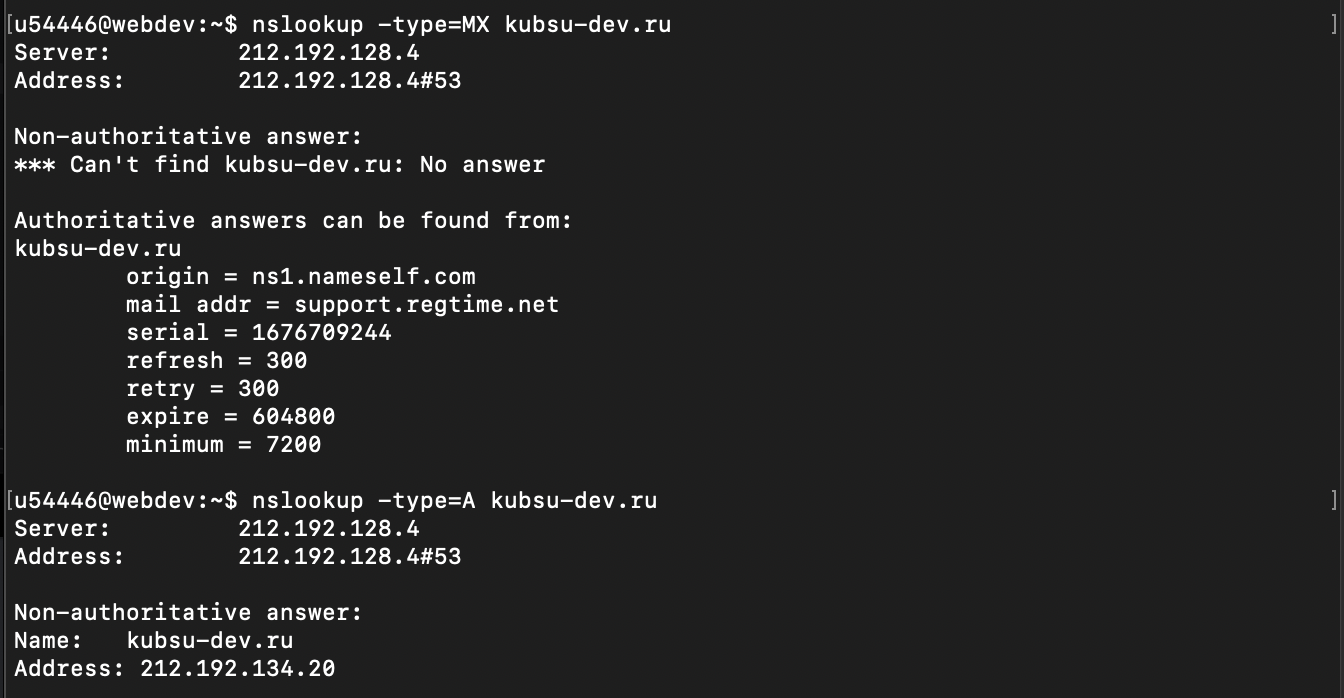 [u54446@webdev:~$ nslookup -type=MX kubsu-dev.ru ]
Server:         212.192.128.4
Address:        212.192.128.4#53

Non-authoritative answer:
*** Can't find kubsu-dev.ru: No answer

Authoritative answers can be found from:
kubsu-dev.ru
        origin = ns1.nameself.com
        mail addr = support.regtime.net
        serial = 1676709244
        refresh = 300
        retry = 300
        expire = 604800
        minimum = 7200

[u54446@webdev:~$ nslookup -type=A kubsu-dev.ru ]
Server:         212.192.128.4
Address:        212.192.128.4#53

Non-authoritative answer:
Name:   kubsu-dev.ru
Address: 212.192.134.20